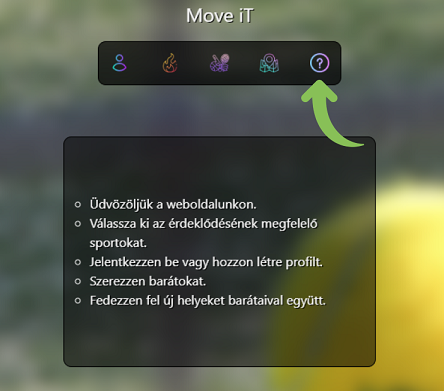 Move iT
?
Üdvözöljük a weboldalunkon.
Válassza ki az érdeklődésének megfelelő
sportokat.
Jelentkezzen be vagy hozzon létre profilt.
Szerezzen barátokat.
Fedezzen fel új helyeket barátaival együtt.